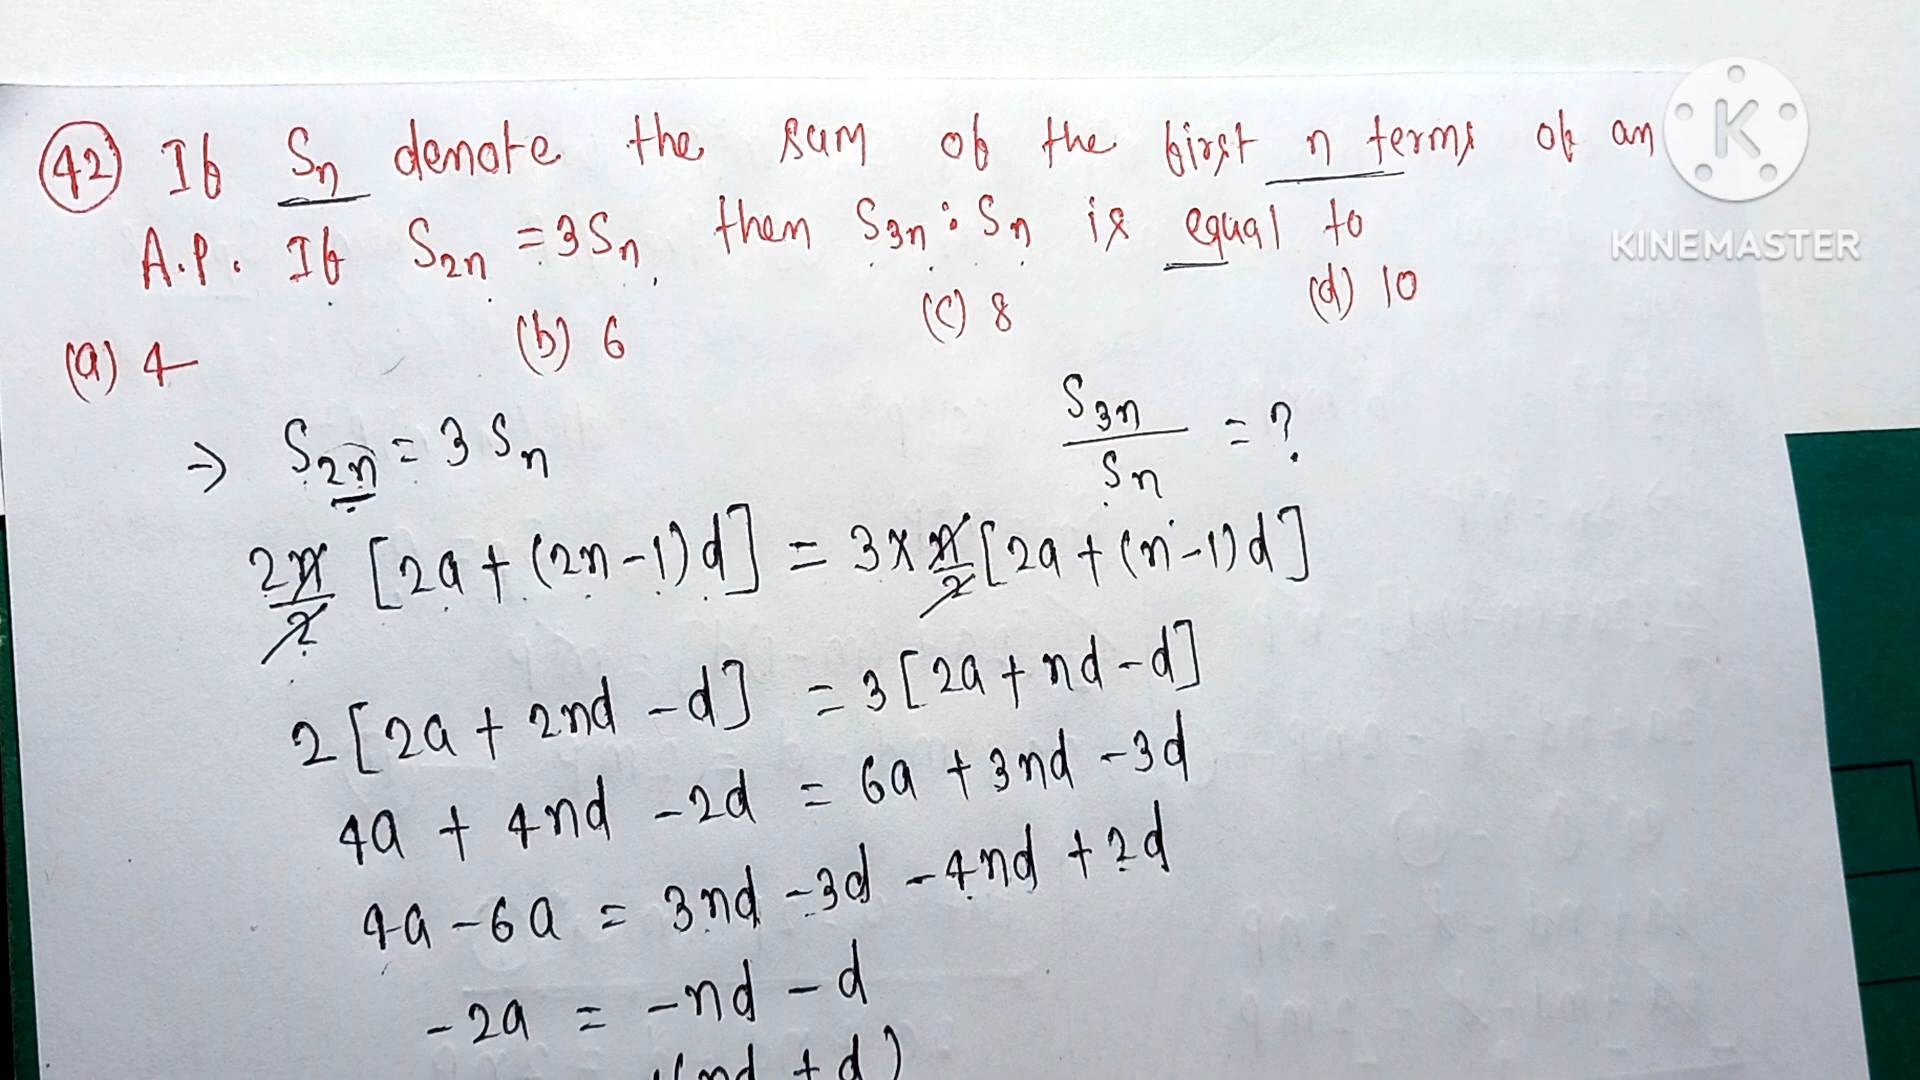 (42) If Sn denote the sum of the first n terms of an
A.P. If S2n = 3Sn, then S3n : Sn is equal to
(a) 4 (b) 6 (c) 8 (d) 10
→ S2n = 3Sn S3n/Sn = ?
2n/2 [2a + (2n-1)d] = 3 × n/2 [2a + (n-1)d]
2[2a + 2nd - d] = 3[2a + nd - d]
4a + 4nd - 2d = 6a + 3nd - 3d
4a - 6a = 3nd - 3d - 4nd + 2d
-2a = -nd - d
(nd + d)
K
KINEMASTER